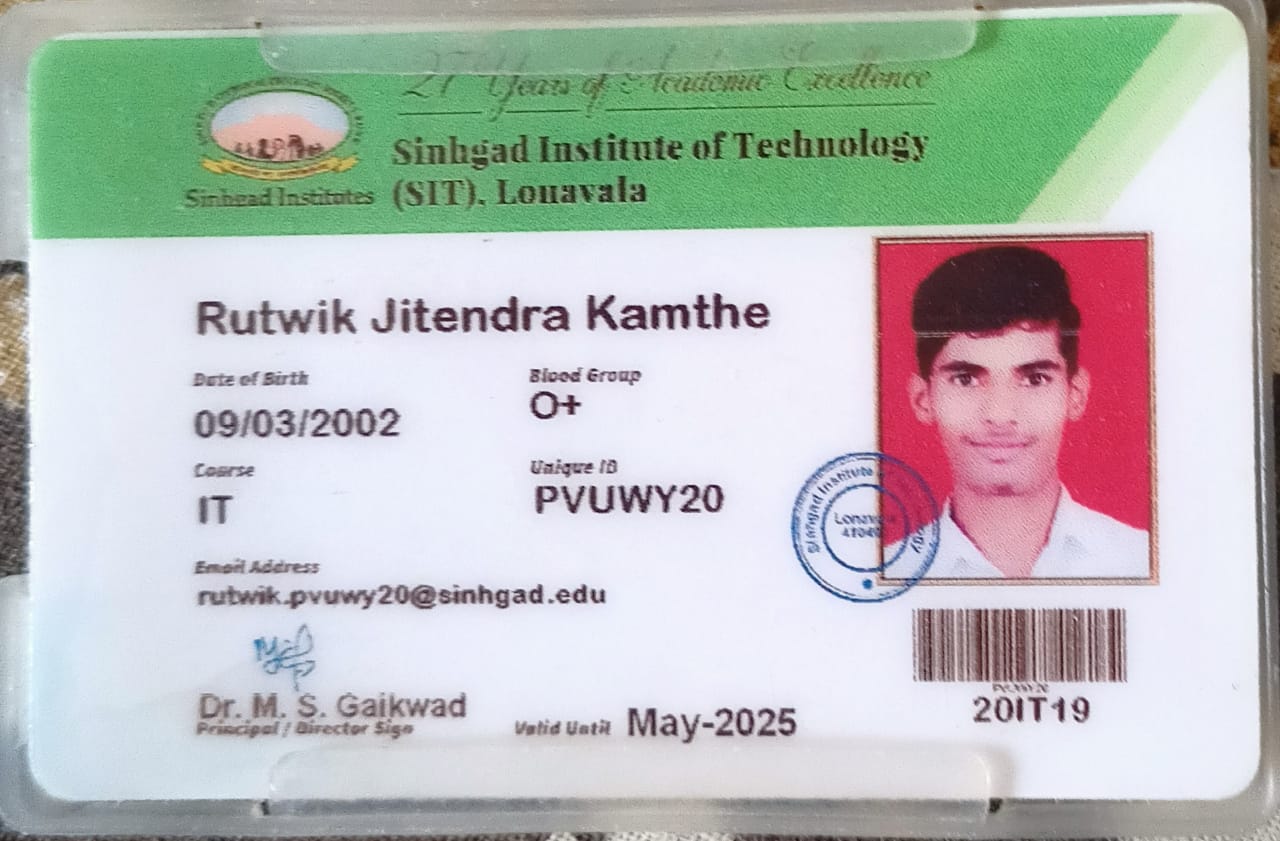 27 Years of Academic Excellence
Sinhgad Institute of Technology
(SIT), Lonavala
Sinhgad Institutes
Rutwik Jitendra Kamthe
Date of Birth
09/03/2002
Blood Group
O+
Course
IT
Unique ID
PVUWY20
Email Address
rutwik.pvuwy20@sinhgad.edu
Sinhgad Institute
Lonavala
Dr. M. S. Gaikwad
Principal / Director Sign
Valid Until May-2025
PVUWY20
20IT19